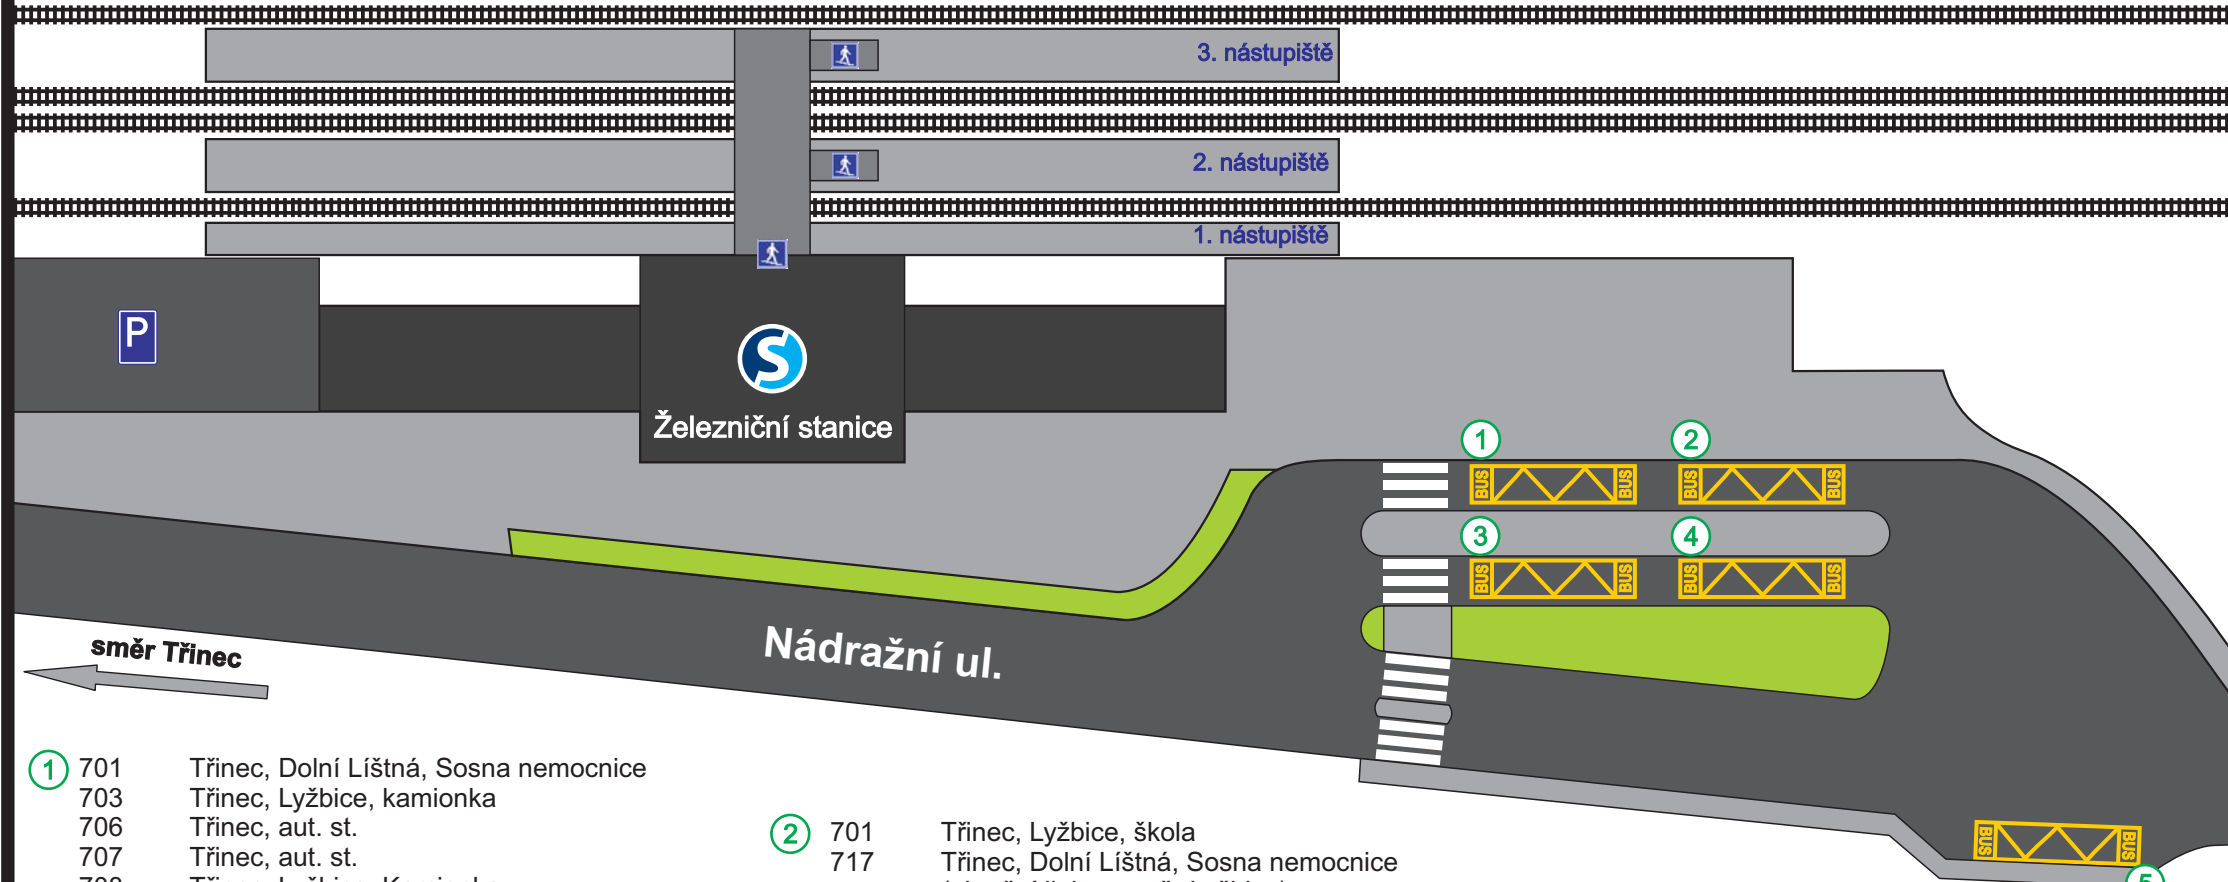 3. nástupiště
2. nástupiště
1. nástupiště
P
S
Železniční stanice
1
2
BUS BUS BUS BUS
3
4
BUS BUS BUS BUS
Nádražní ul.
směr Třinec
BUS BUS
5
1 701 Třinec, Dolní Líštná, Sosna nemocnice
703 Třinec, Lyžbice, kamionka
706 Třinec, aut. st.
707 Třinec, aut. st.
2 701 Třinec, Lyžbice, škola
717 Třinec, Dolní Líštná, Sosna nemocnice